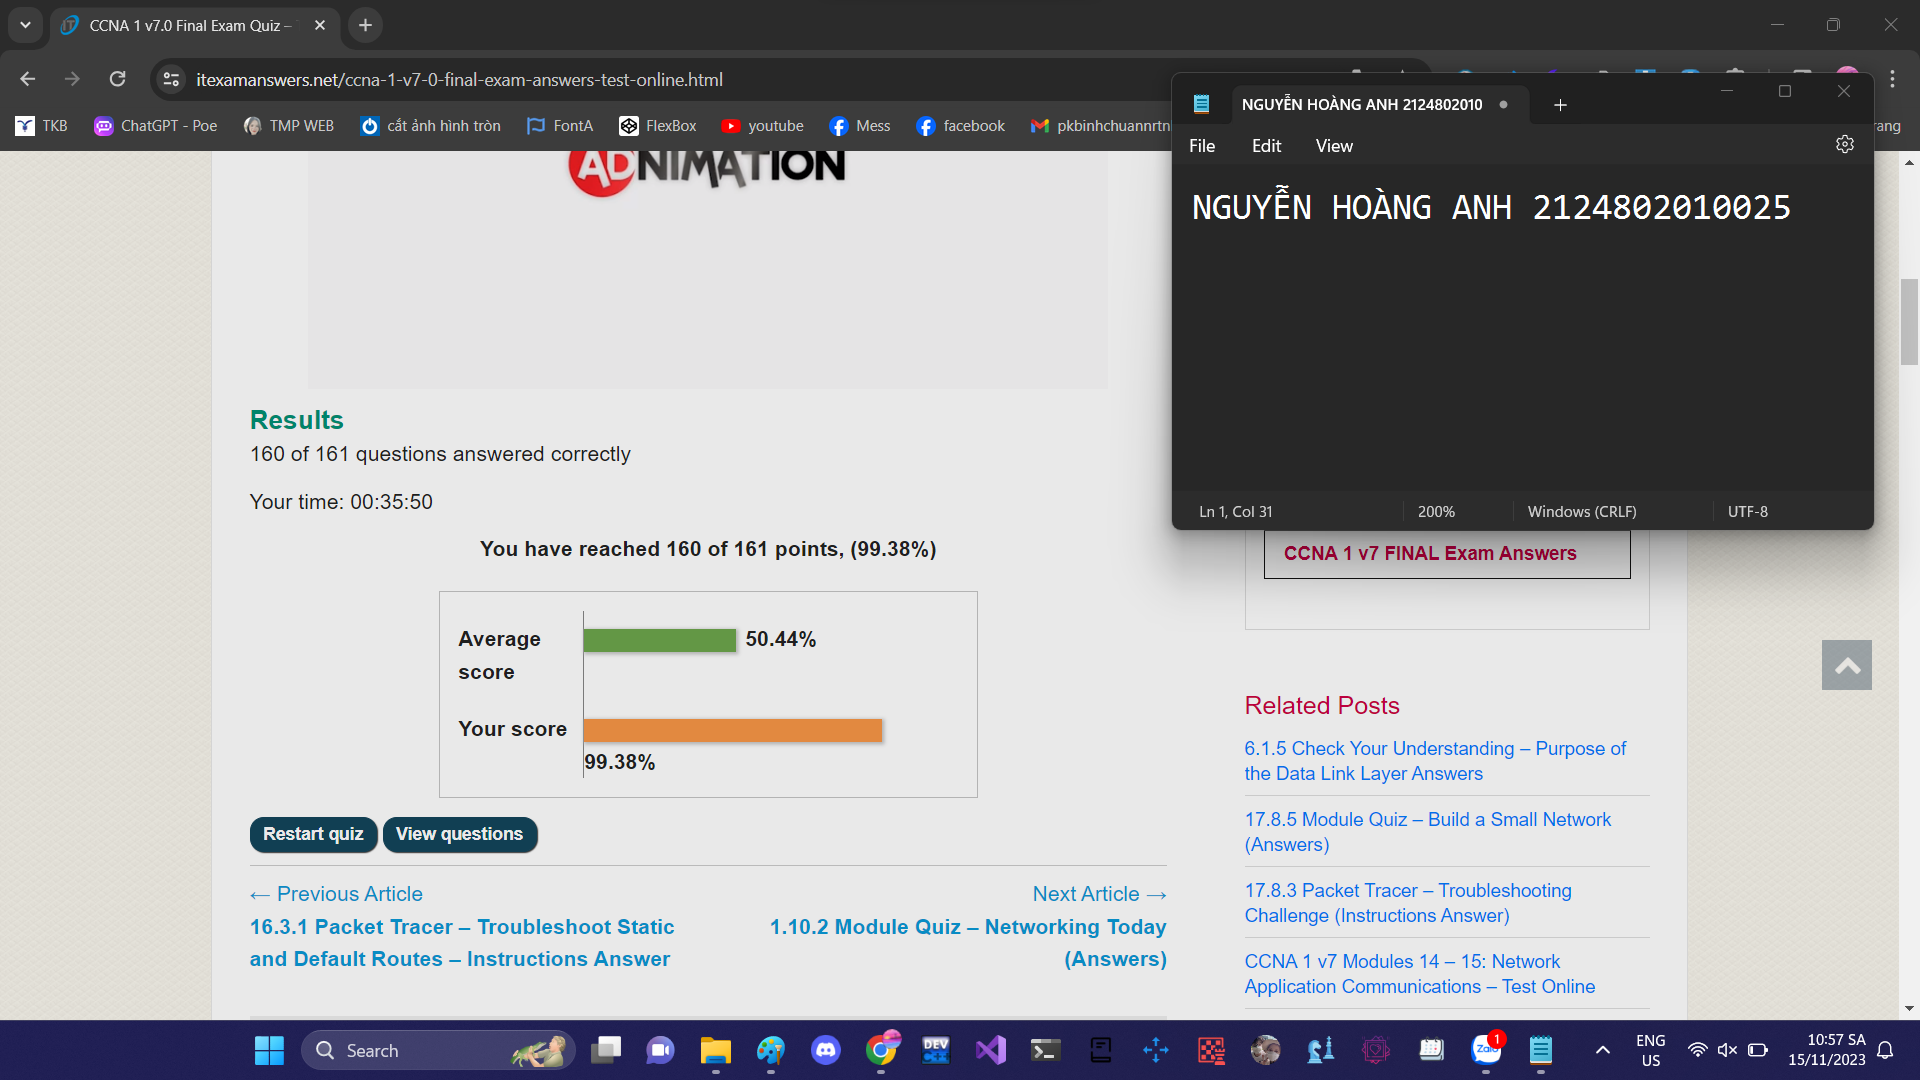 CCNA 1 v7.0 Final Exam Quiz –
itexamanswers.net/ccna-1-v7-0-final-exam-answers-test-online.html
TKB
ChatGPT - Poe
TMP WEB
cắt ảnh hình tròn
FontA
FlexBox
youtube
Mess
facebook
pkbinhchuannrtn
rang
NGUYỄN HOÀNG ANH 2124802010
File Edit View
NGUYỄN HOÀNG ANH 2124802010025
Ln 1, Col 31
200%
Windows (CRLF)
UTF-8
ADNIMATION
Results
160 of 161 questions answered correctly
Your time: 00:35:50
You have reached 160 of 161 points, (99.38%)
Average
score
50.44%
Your score
99.38%
Restart quiz
View questions
← Previous Article
16.3.1 Packet Tracer – Troubleshoot Static
and Default Routes – Instructions Answer
Next Article →
1.10.2 Module Quiz – Networking Today
(Answers)
CCNA 1 v7 FINAL Exam Answers
Related Posts
6.1.5 Check Your Understanding – Purpose of
the Data Link Layer Answers
17.8.5 Module Quiz – Build a Small Network
(Answers)
17.8.3 Packet Tracer – Troubleshooting
Challenge (Instructions Answer)
CCNA 1 v7 Modules 14 – 15: Network
Application Communications – Test Online
Search
DEV
C++
Zalo
1
ENG
US
10:57 SA
15/11/2023